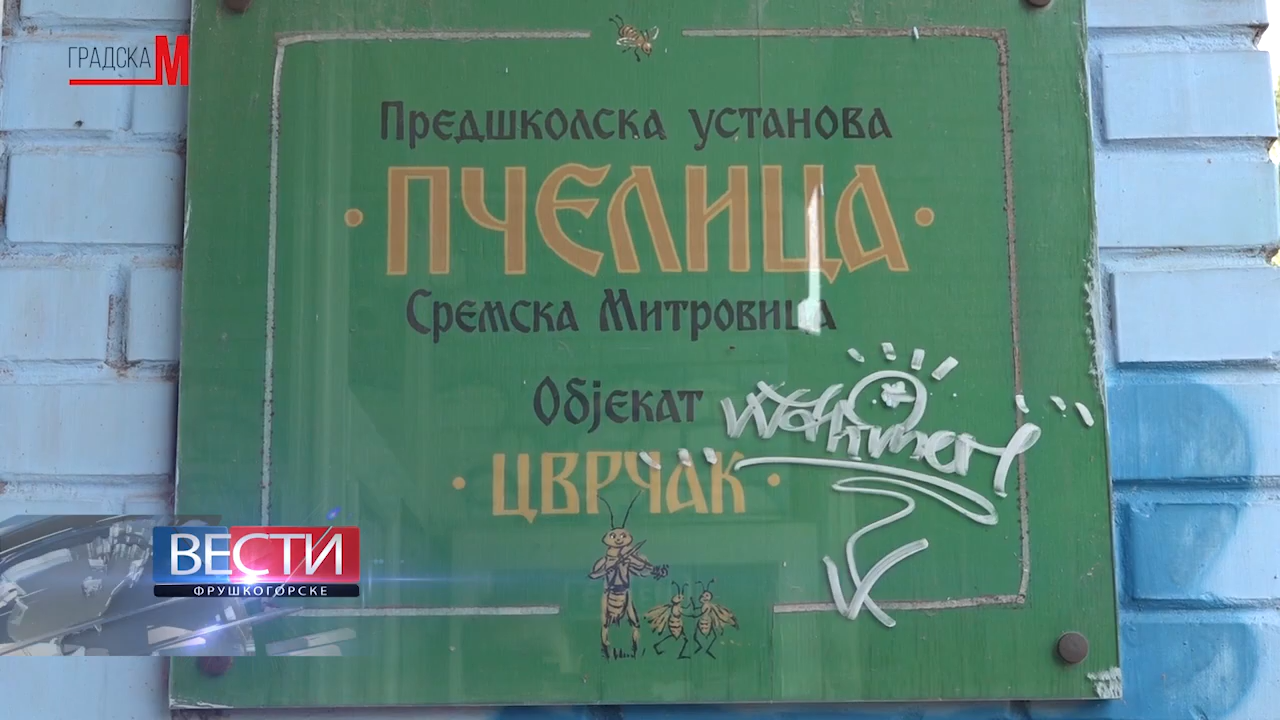 ГРАДСКА М
Предшколска установа
ПЧЕЛИЦА
Сремска Митровица
Објекат
ЦВРЧАК
ВЕСТИ
ФРУШКОГОРСКЕ